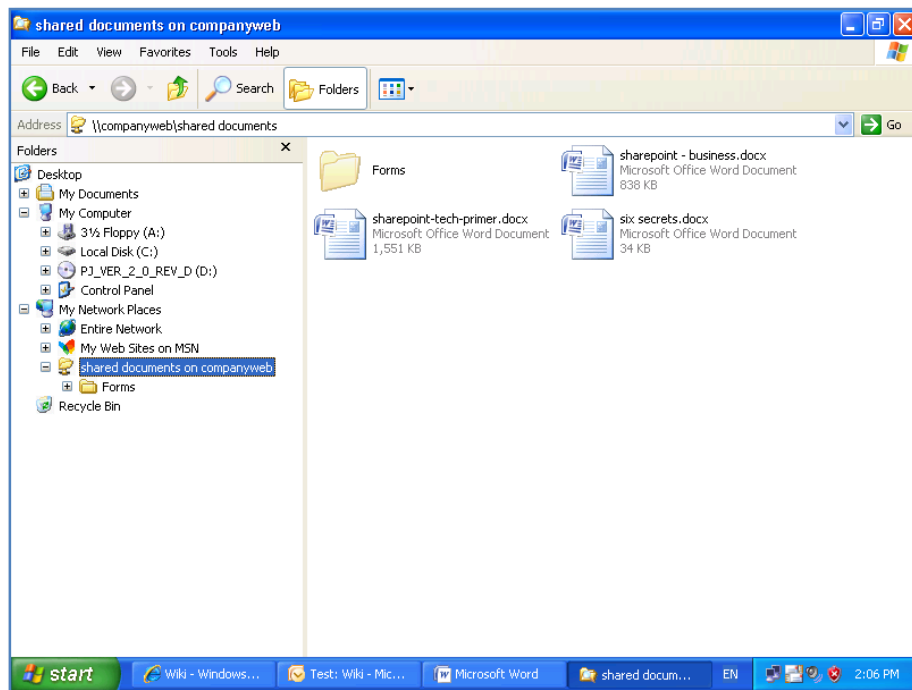 shared documents on companyweb
File Edit View Favorites Tools Help
Back Search Folders
Address \\companyweb\shared documents Go
Folders
Desktop
My Documents
My Computer
3½ Floppy (A:)
Local Disk (C:)
PJ_VER_2_0_REV_D (D:)
Control Panel
My Network Places
Entire Network
My Web Sites on MSN
shared documents on companyweb
Forms
Recycle Bin
Forms
sharepoint - business.docx
Microsoft Office Word Document
838 KB
sharepoint-tech-primer.docx
Microsoft Office Word Document
1,551 KB
six secrets.docx
Microsoft Office Word Document
34 KB
start Wiki - Windows... Test: Wiki - Mic... Microsoft Word shared docum... EN 2:06 PM